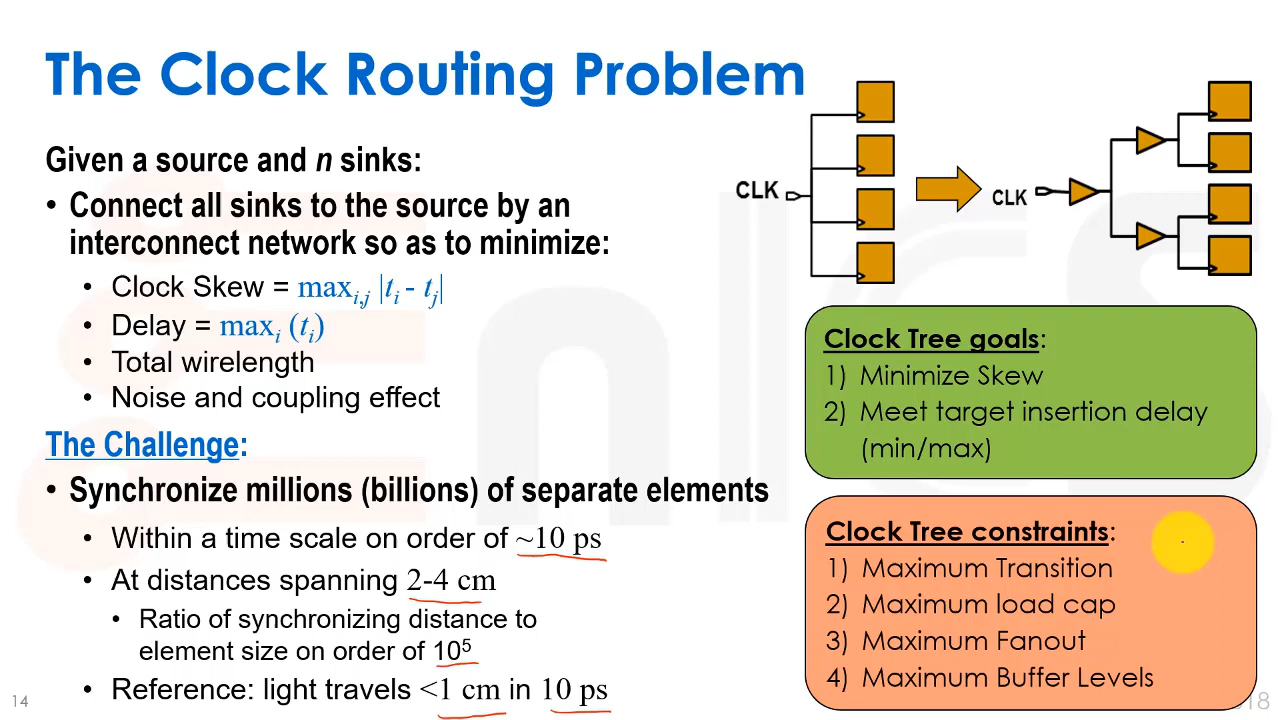 The Clock Routing Problem
Given a source and n sinks:
• Connect all sinks to the source by an
interconnect network so as to minimize:
• Clock Skew = max_{i,j} |t_i - t_j|
• Delay = max_i (t_i)
• Total wirelength
• Noise and coupling effect
The Challenge:
• Synchronize millions (billions) of separate elements
• Within a time scale on order of ~10 ps
• At distances spanning 2-4 cm
• Ratio of synchronizing distance to
element size on order of 10⁵
• Reference: light travels <1 cm in 10 ps
14
CLK
CLK
Clock Tree goals:
1) Minimize Skew
2) Meet target insertion delay
(min/max)
Clock Tree constraints:
1) Maximum Transition
2) Maximum load cap
3) Maximum Fanout
4) Maximum Buffer Levels